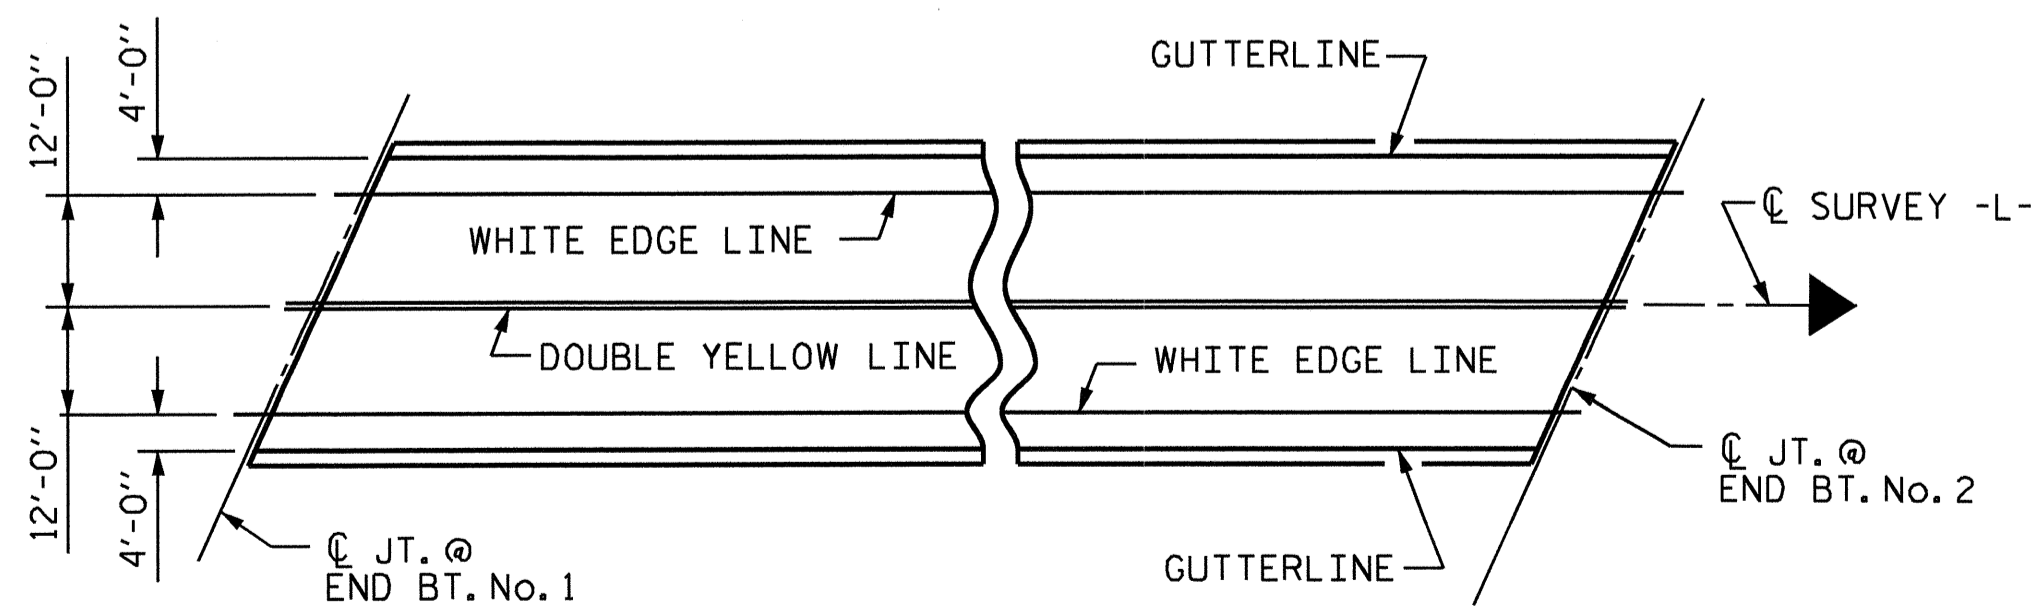 GUTTERLINE
12'-0"
4'-0"
℄ SURVEY -L-
WHITE EDGE LINE
DOUBLE YELLOW LINE
WHITE EDGE LINE
12'-0"
4'-0"
℄ JT. @
END BT. No. 2
℄ JT. @
END BT. No. 1
GUTTERLINE